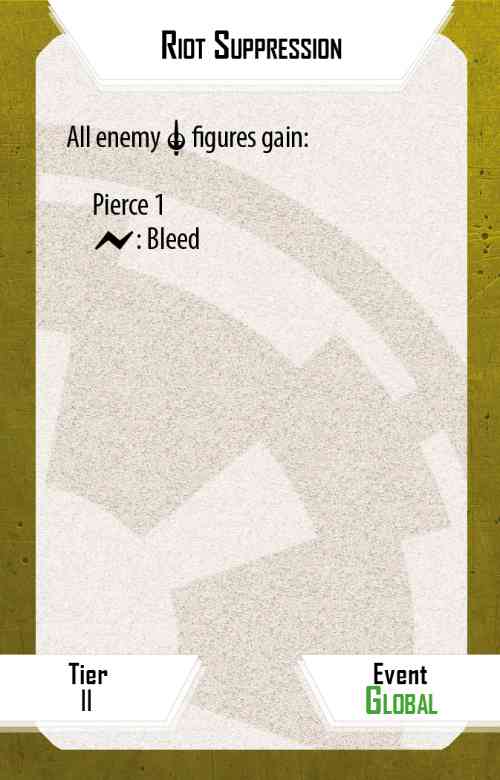 Riot Suppression
All enemy figures gain:
Pierce 1
: Bleed
Tier
II
Event
Global